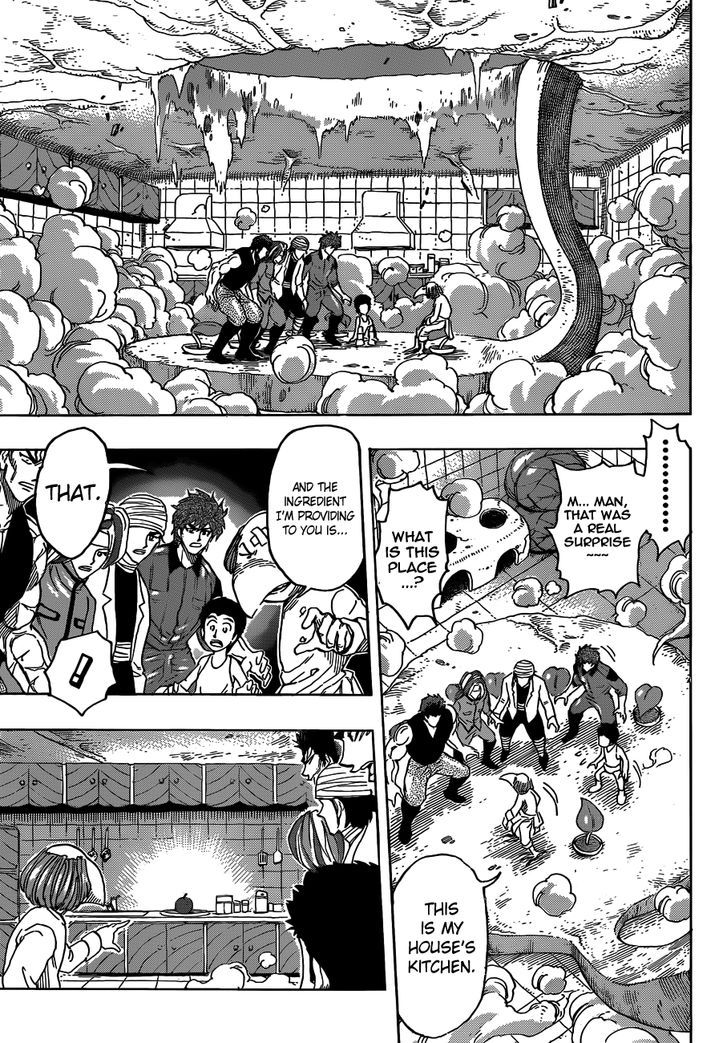 .........
M... MAN,
THAT WAS
A REAL
SURPRISE
~~~
WHAT
IS THIS
PLACE
....?
THIS
IS MY
HOUSE'S
KITCHEN.
AND THE
INGREDIENT
I'M PROVIDING
TO YOU IS...
THAT.
!